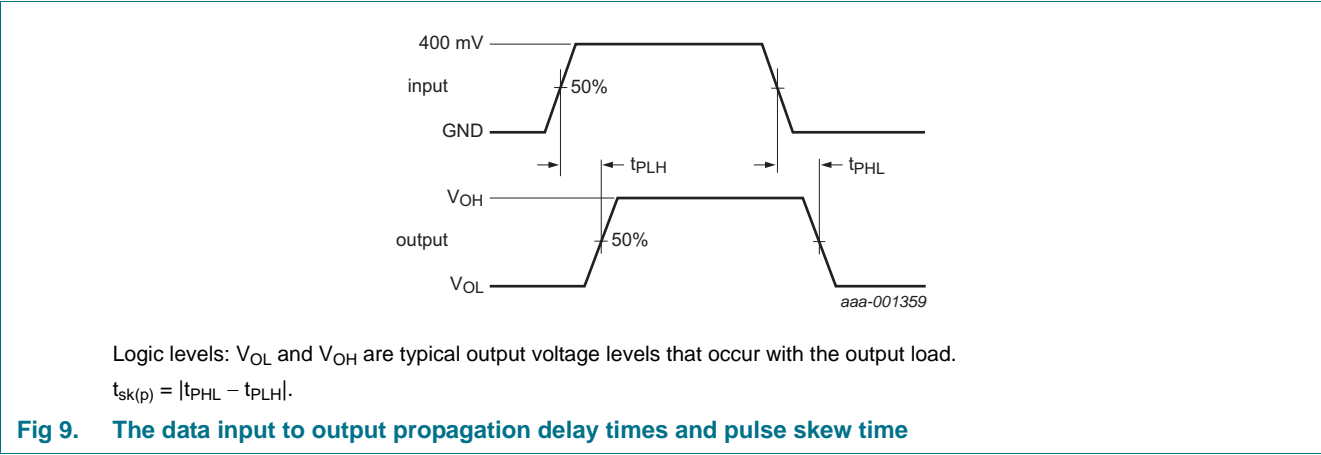 400 mV
input
50%
GND
tPLH
tPHL
VOH
output
50%
VOL
aaa-001359
Logic levels: VOL and VOH are typical output voltage levels that occur with the output load.
tsk(p) = |tPHL − tPLH|.
Fig 9. The data input to output propagation delay times and pulse skew time